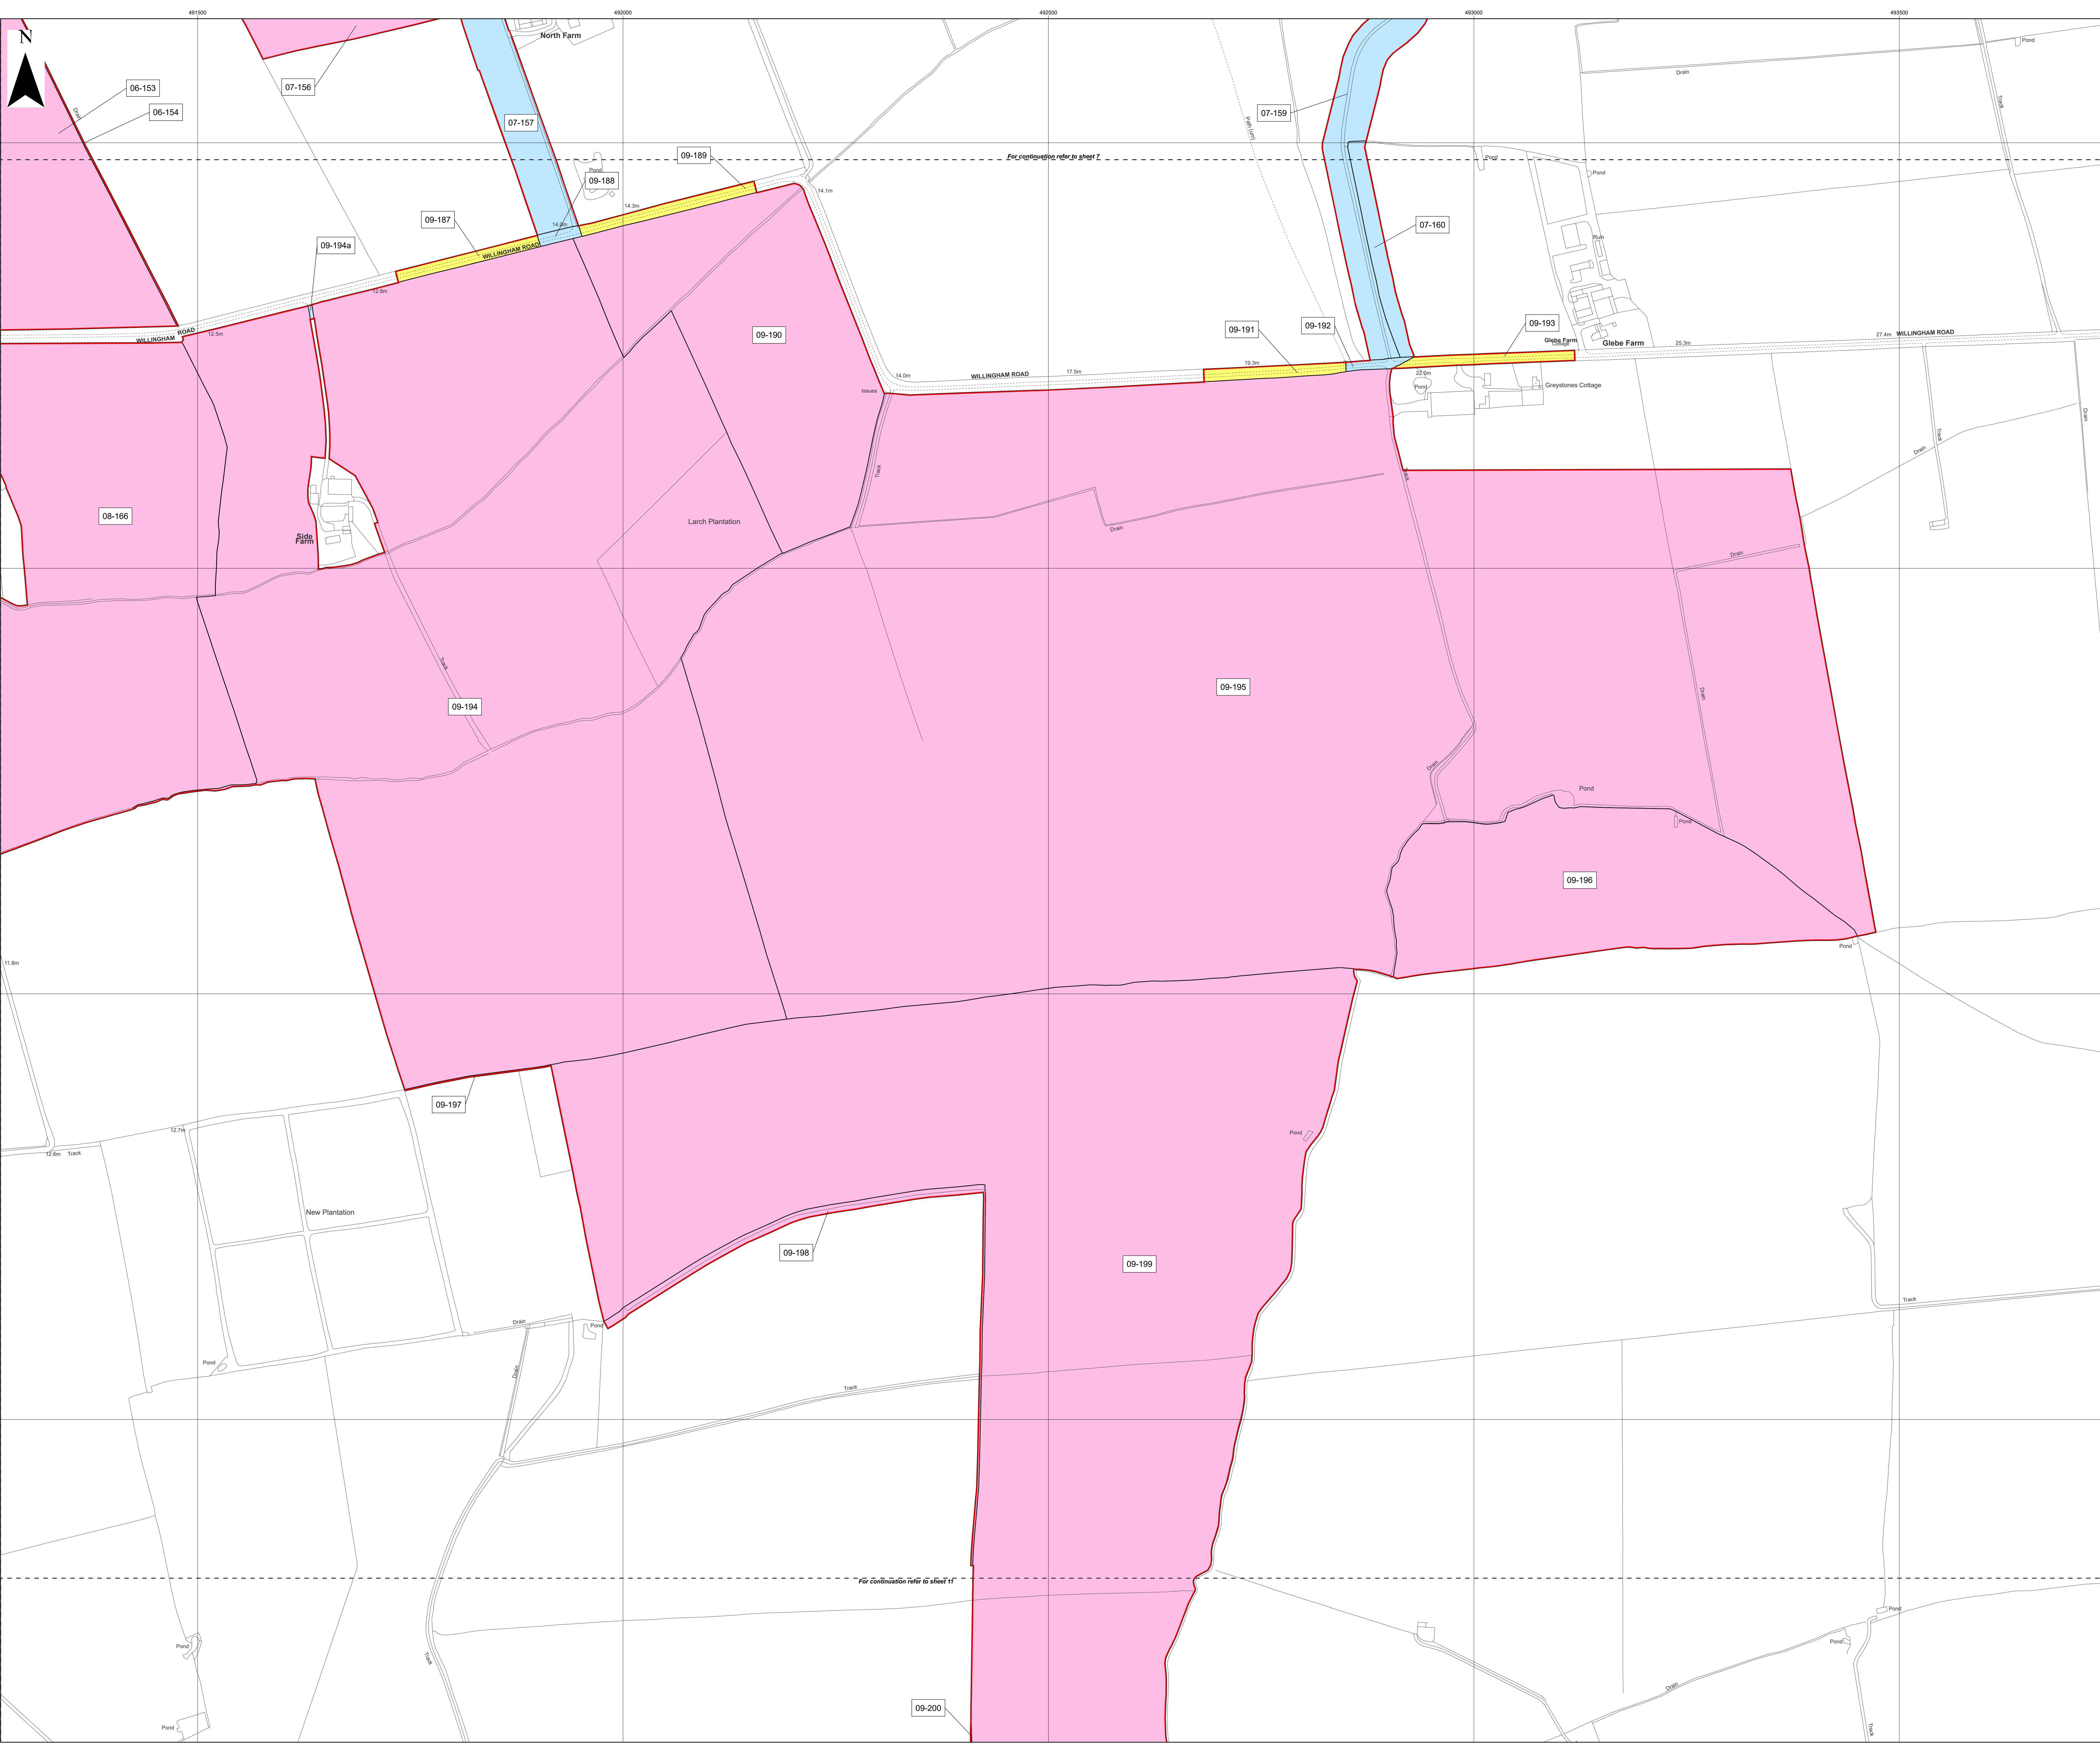 491500
492000
492500
493000
493500
N
North Farm
Pond
07-156
06-153
06-154
Drain
07-157
07-159
Path (um)
Drain
Track
09-189
For continuation refer to sheet 7
Pond
Pond
Pond
09-188
14.1m
14.3m
09-187
14.0m
07-160
Ruin
09-194a
WILLINGHAM ROAD
12.8m
ROAD
12.5m
WILLINGHAM
09-190
09-191
09-192
09-193
27.4m
WILLINGHAM ROAD
Glebe Farm
Cottage
Glebe Farm
25.3m
19.3m
14.0m
WILLINGHAM ROAD
17.5m
22.0m
Issues
Pond
Greystones Cottage
Drain
Track
Drain
Track
Track
08-166
Larch Plantation
Drain
Side
Farm
Drain
Track
09-195
Drain
09-194
Drain
Pond
Pond
09-196
Pond
11.8m
09-197
12.7m
Pond
12.6m
Track
New Plantation
09-198
09-199
Track
Drain
Pond
Pond
Drain
Track
For continuation refer to sheet 11
Pond
Pond
Pond
Track
Drain
09-200
Pond
Track